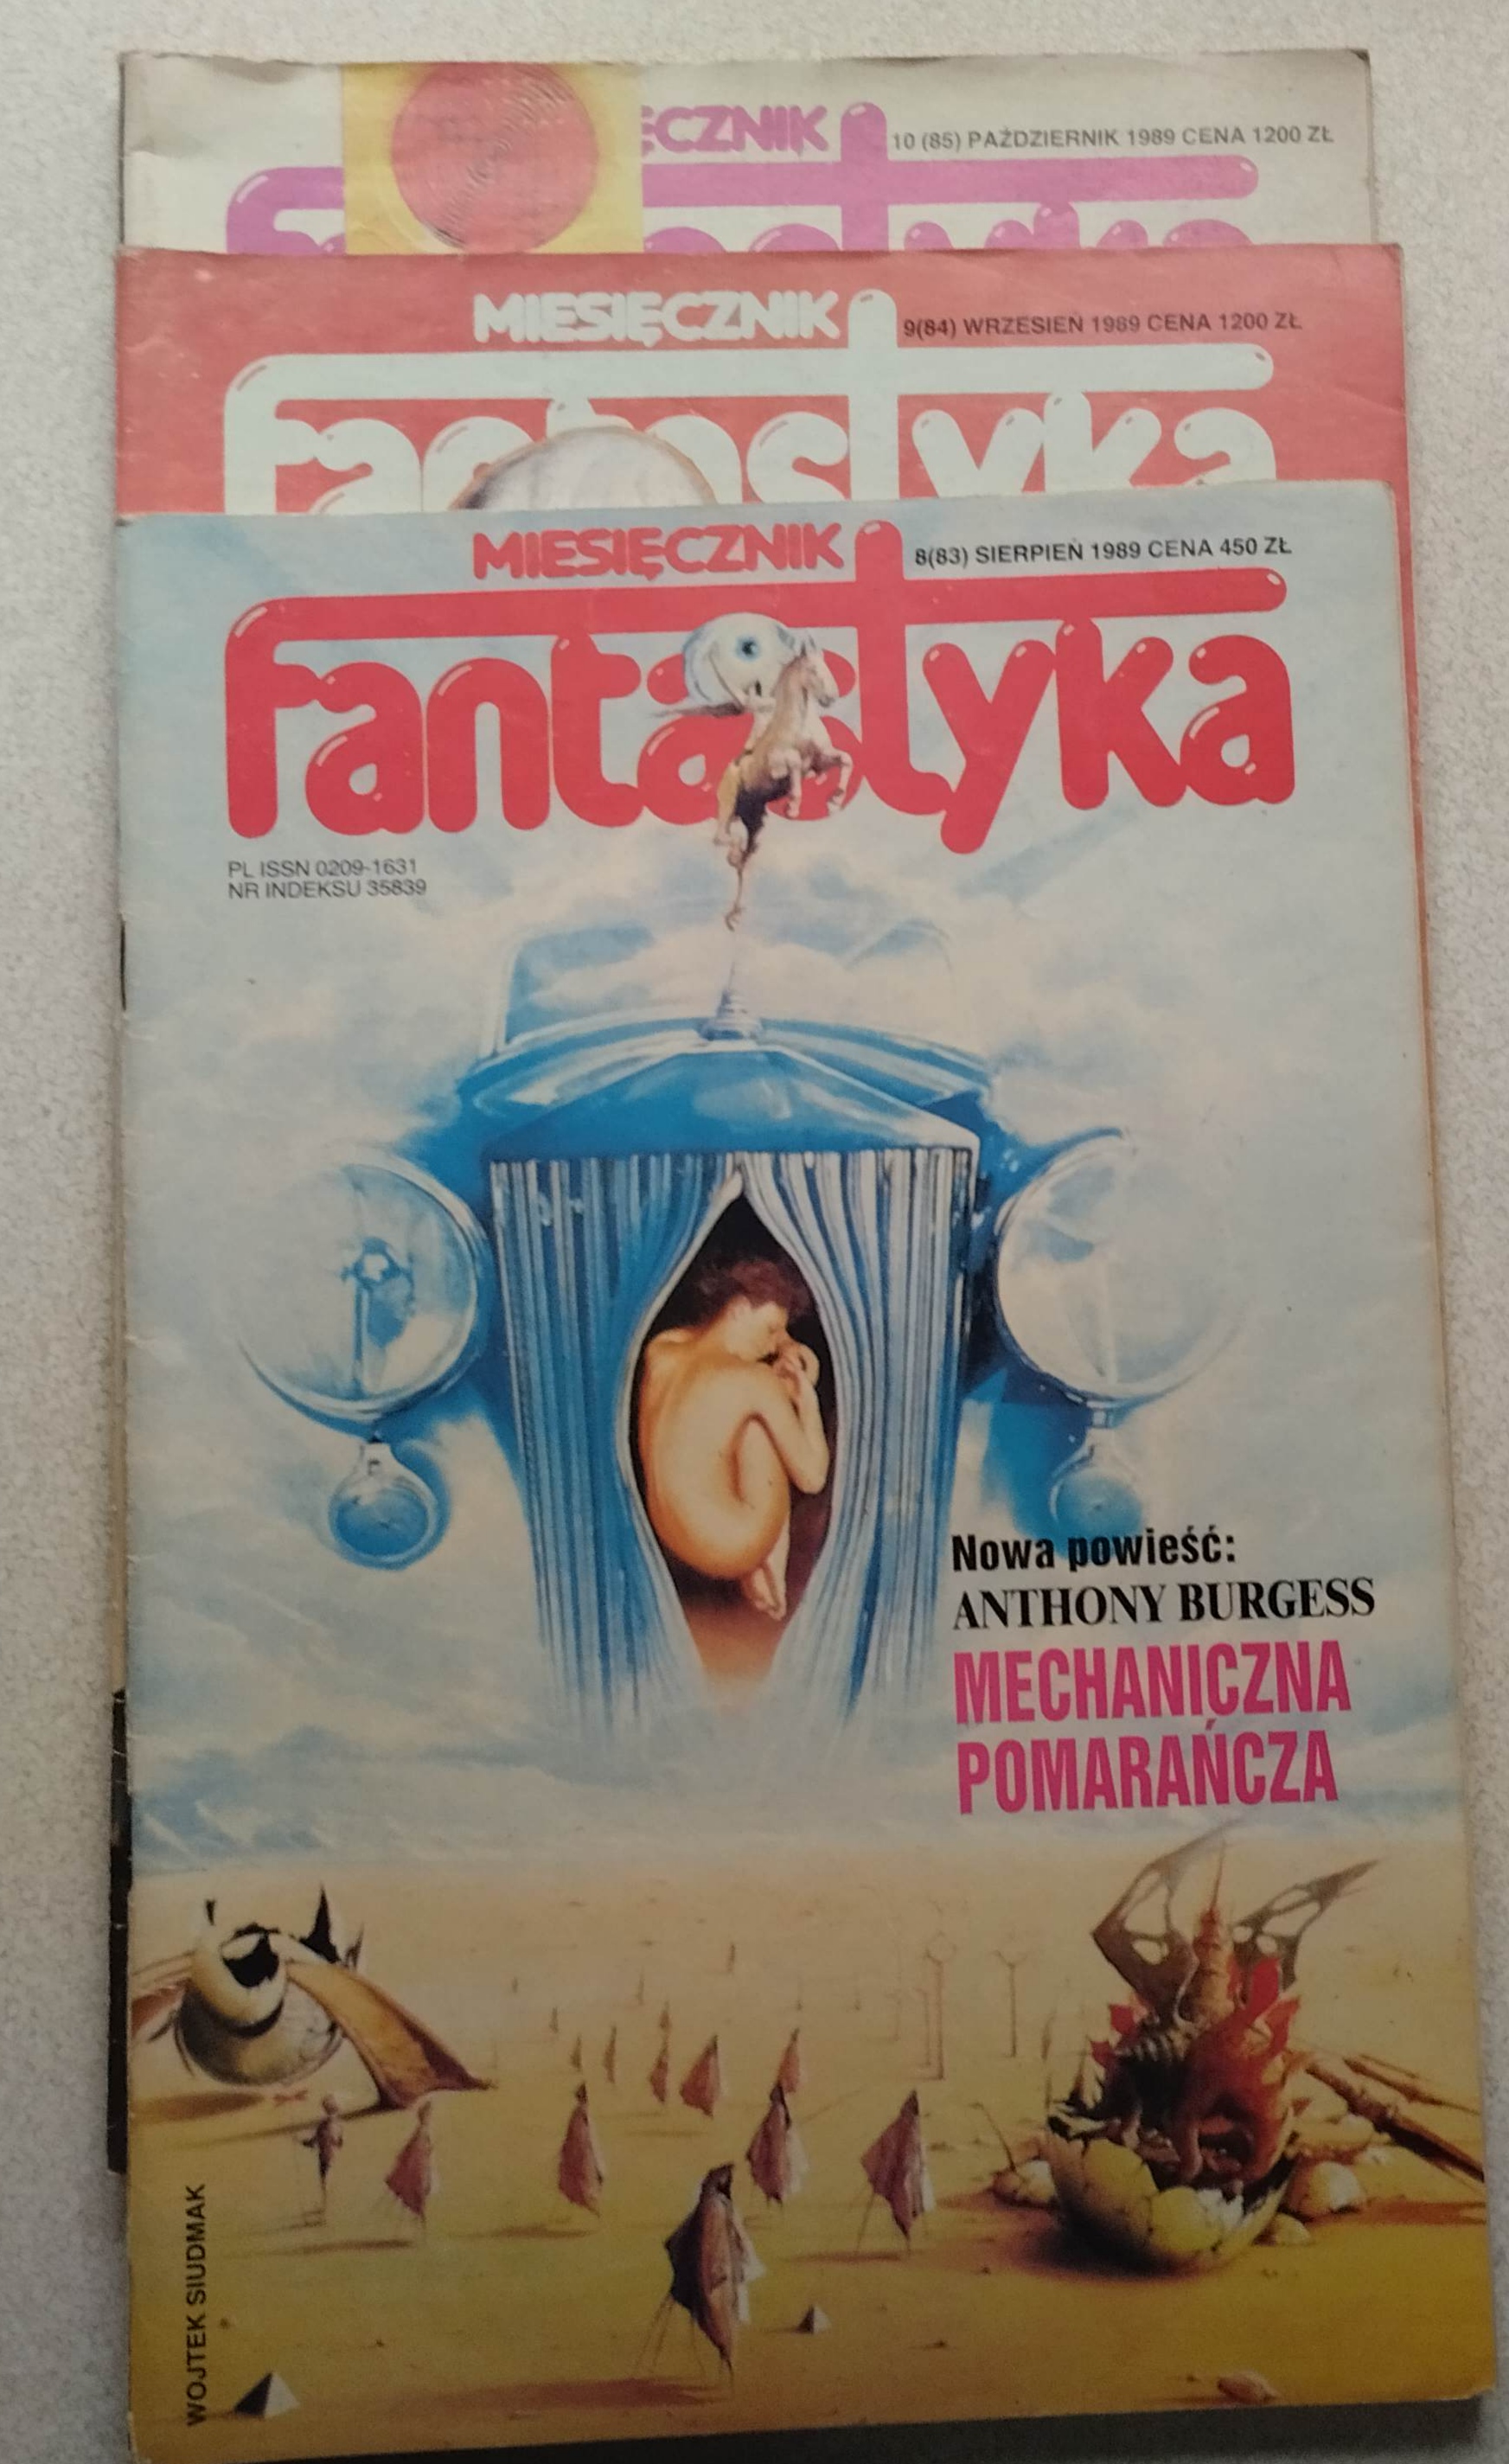 10 (85) PAŹDZIERNIK 1989 CENA 1200 ZŁ
MIESIĘCZNIK
9(84) WRZESIEŃ 1989 CENA 1200 ZŁ
fantastyka
MIESIĘCZNIK
8(83) SIERPIEŃ 1989 CENA 450 ZŁ
fantastyka
PL ISSN 0209-1631
NR INDEKSU 35839
Nowa powieść:
ANTHONY BURGESS
MECHANICZNA
POMARAŃCZA
WOJTEK SIUDMAK